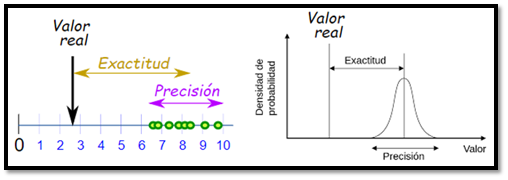 Valor
real
Exactitud
Precisión
0 1 2 3 4 5 6 7 8 9 10
Valor
real
Exactitud
Densidad de
probabilidad
Valor
Precisión